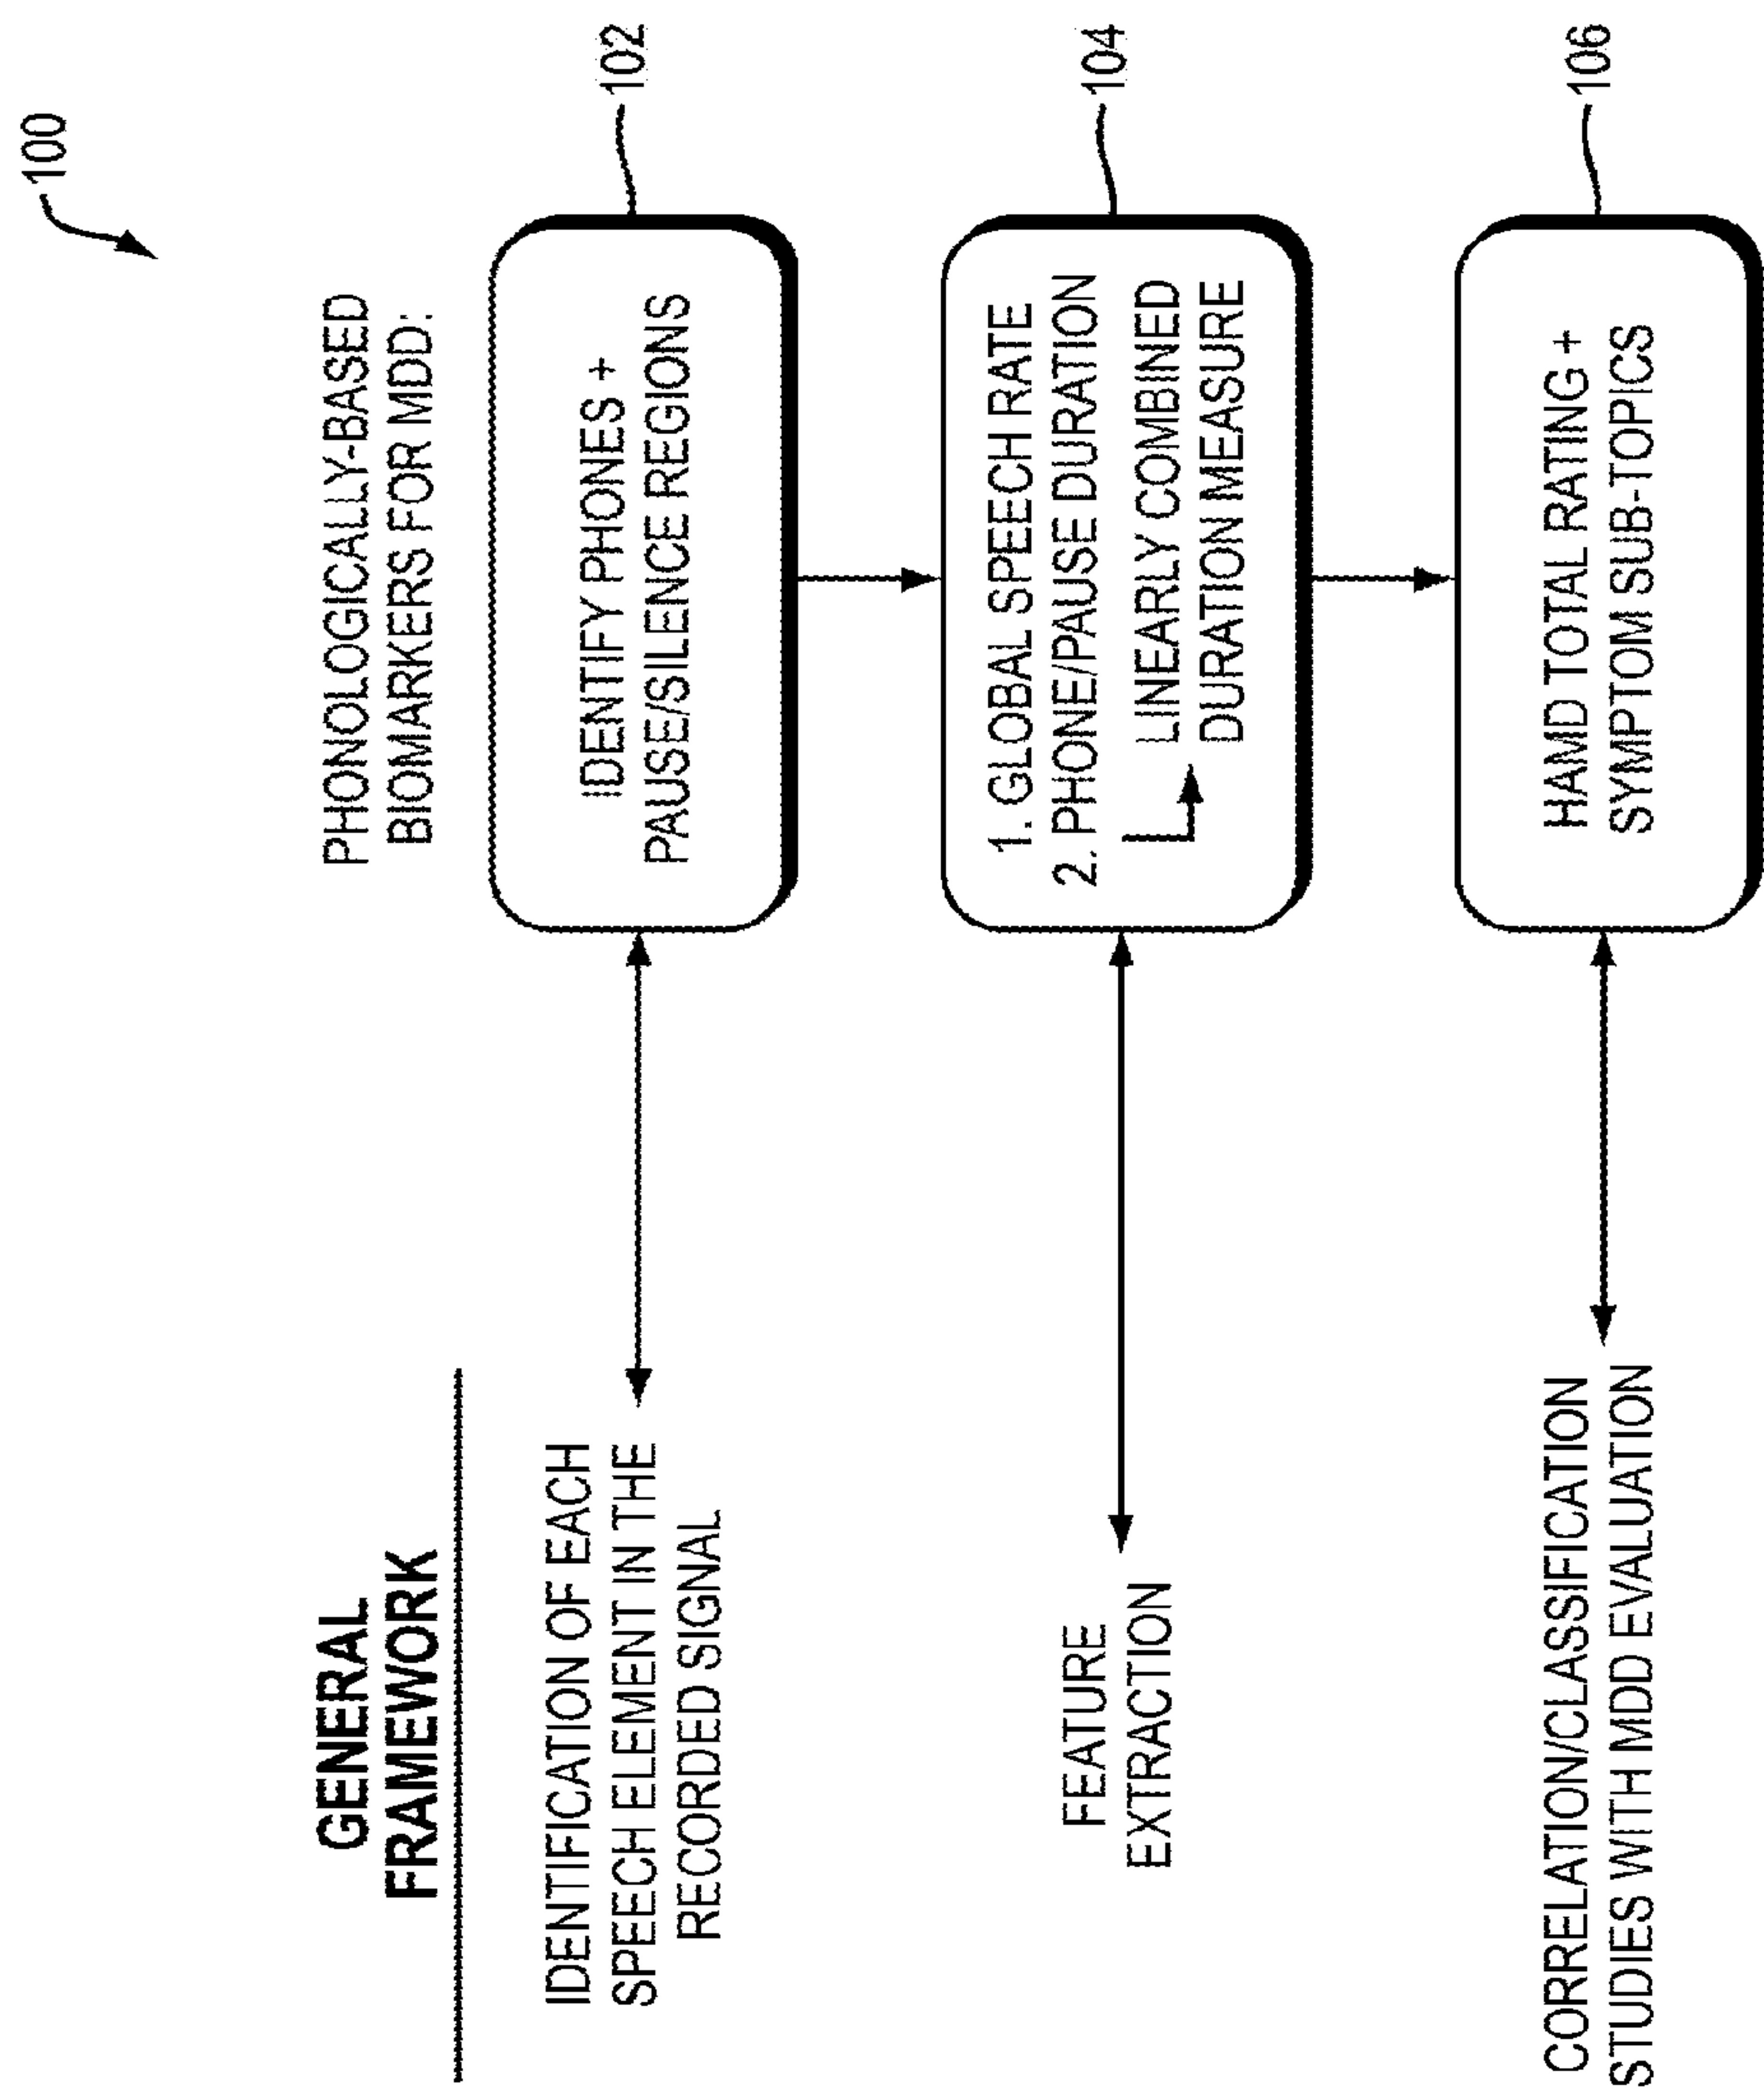 100
GENERAL
FRAMEWORK
PHONOLOGICALLY-BASED
BIOMARKERS FOR MDD:
IDENTIFICATION OF EACH
SPEECH ELEMENT IN THE
RECORDED SIGNAL
IDENTIFY PHONES +
PAUSE/SILENCE REGIONS
102
FEATURE
EXTRACTION
1. GLOBAL SPEECH RATE
2. PHONE/PAUSE DURATION
LINEARLY COMBINED
DURATION MEASURE
104
CORRELATION/CLASSIFICATION
STUDIES WITH MDD EVALUATION
HAMD TOTAL RATING +
SYMPTOM SUB-TOPICS
106